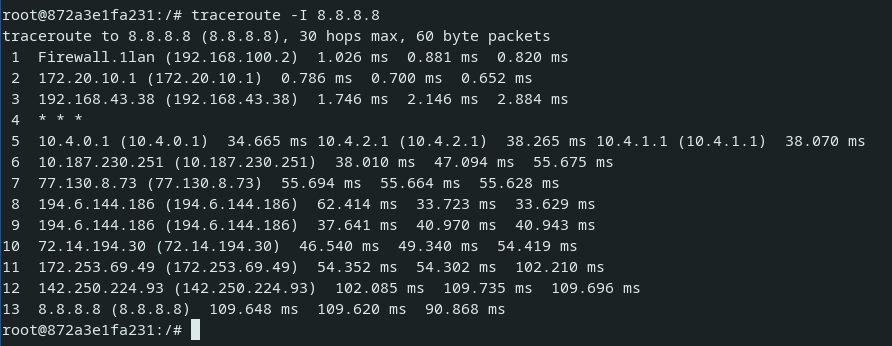 root@872a3e1fa231:/# traceroute -I 8.8.8.8
traceroute to 8.8.8.8 (8.8.8.8), 30 hops max, 60 byte packets
 1  Firewall.1lan (192.168.100.2)  1.026 ms  0.881 ms  0.820 ms
 2  172.20.10.1 (172.20.10.1)  0.786 ms  0.700 ms  0.652 ms
 3  192.168.43.38 (192.168.43.38)  1.746 ms  2.146 ms  2.884 ms
 4  * * *
 5  10.4.0.1 (10.4.0.1)  34.665 ms 10.4.2.1 (10.4.2.1)  38.265 ms 10.4.1.1 (10.4.1.1)  38.070 ms
 6  10.187.230.251 (10.187.230.251)  38.010 ms  47.094 ms  55.675 ms
 7  77.130.8.73 (77.130.8.73)  55.694 ms  55.664 ms  55.628 ms
 8  194.6.144.186 (194.6.144.186)  62.414 ms  33.723 ms  33.629 ms
 9  194.6.144.186 (194.6.144.186)  37.641 ms  40.970 ms  40.943 ms
10  72.14.194.30 (72.14.194.30)  46.540 ms  49.340 ms  54.419 ms
11  172.253.69.49 (172.253.69.49)  54.352 ms  54.302 ms  102.210 ms
12  142.250.224.93 (142.250.224.93)  102.085 ms  109.735 ms  109.696 ms
13  8.8.8.8 (8.8.8.8)  109.648 ms  109.620 ms  90.868 ms
root@872a3e1fa231:/#